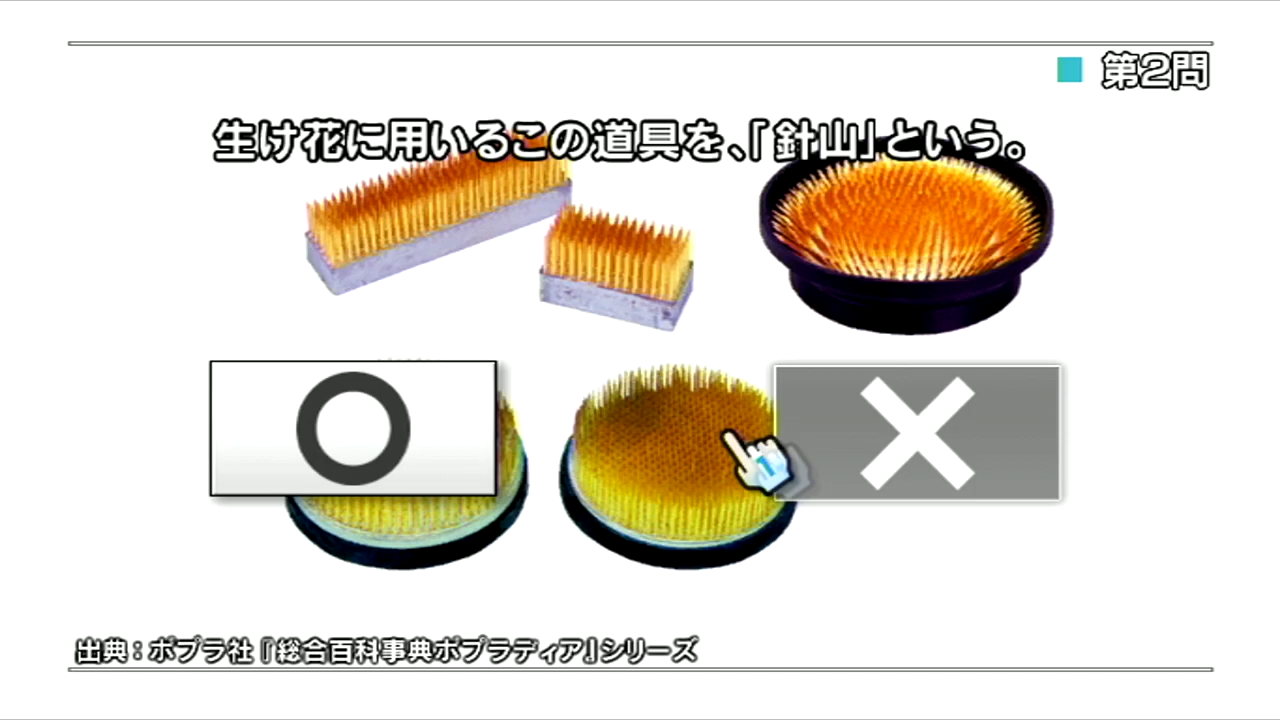 ■ 第2問
生け花に用いるこの道具を、「針山」という。
○
×
1
出典：ポプラ社『総合百科事典ポプラディア』シリーズ